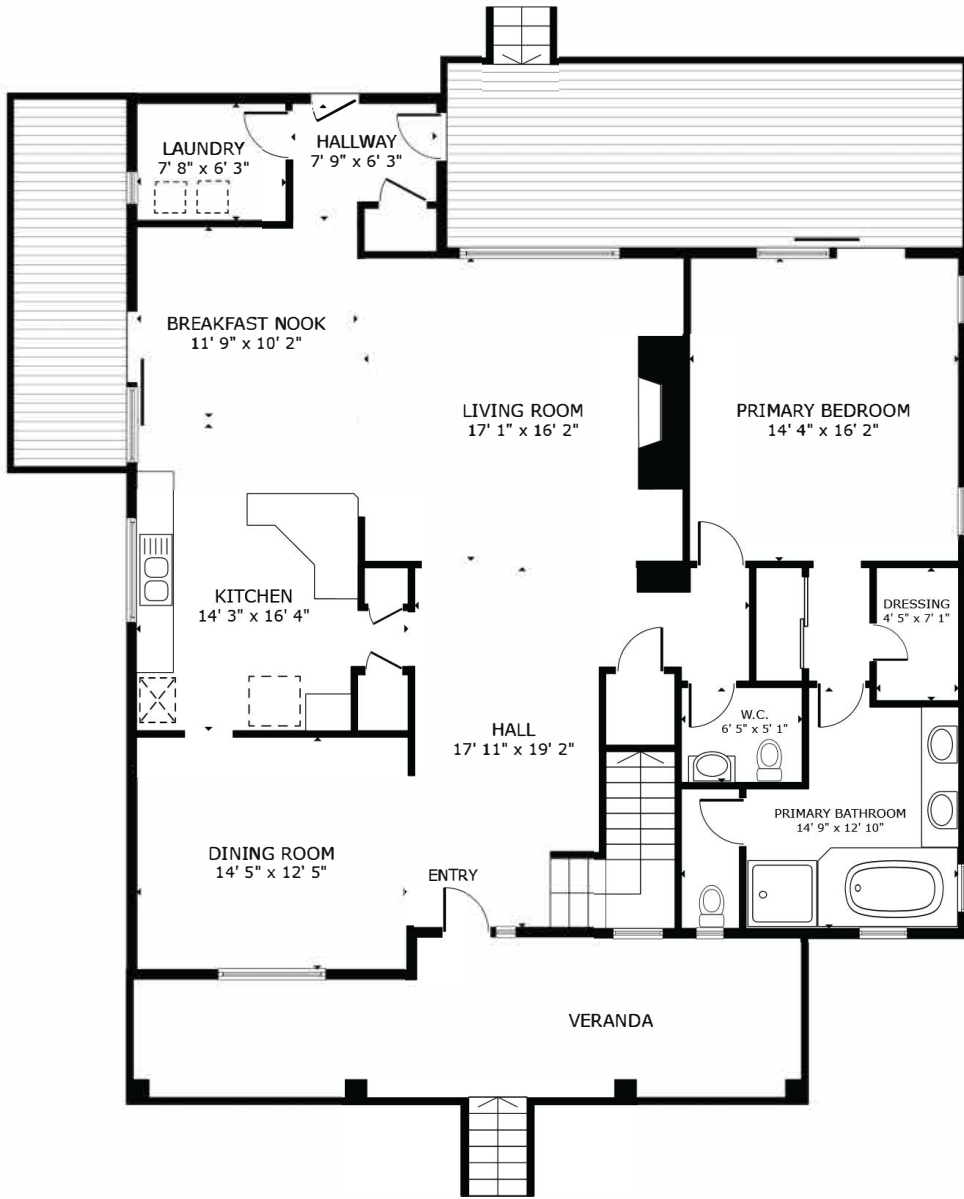 LAUNDRY
7' 8" x 6' 3"
HALLWAY
7' 9" x 6' 3"
BREAKFAST NOOK
11' 9" x 10' 2"
LIVING ROOM
17' 1" x 16' 2"
PRIMARY BEDROOM
14' 4" x 16' 2"
KITCHEN
14' 3" x 16' 4"
DRESSING
4' 5" x 7' 1"
W.C.
6' 5" x 5' 1"
HALL
17' 11" x 19' 2"
PRIMARY BATHROOM
14' 9" x 12' 10"
DINING ROOM
14' 5" x 12' 5"
ENTRY
VERANDA